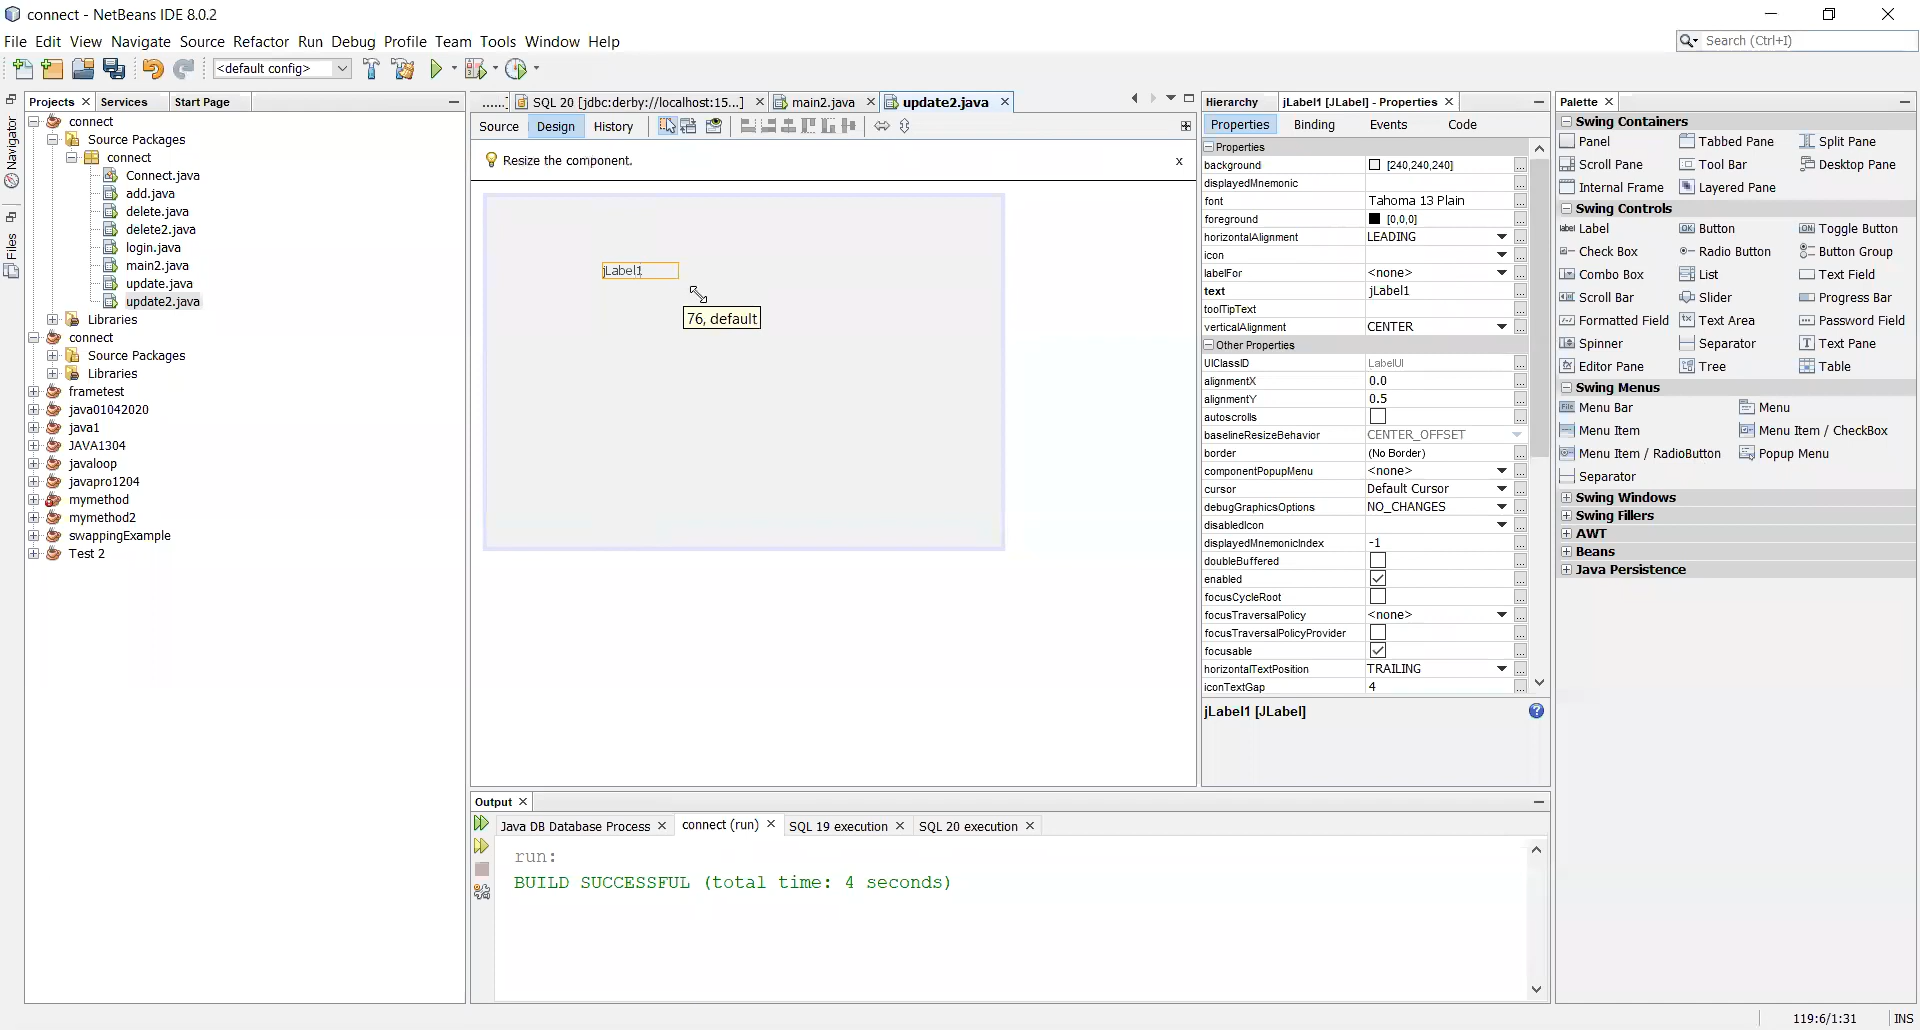 connect - NetBeans IDE 8.0.2
File Edit View Navigate Source Refactor Run Debug Profile Team Tools Window Help
Search (Ctrl+I)
<default config>
Projects Services Start Page
Navigator
Files
connect
Source Packages
connect
Connect.java
add.java
delete.java
delete2.java
login.java
main2.java
update.java
update2.java
Libraries
connect
Source Packages
Libraries
frametest
java01042020
java1
JAVA1304
javaloop
javapro1204
mymethod
mymethod2
swappingExample
Test 2
......] SQL 20 [jdbc:derby://localhost:15...] main2.java update2.java
Source Design History
Resize the component. x
jLabel1
76, default
Hierarchy jLabel1 [JLabel] - Properties
Properties Binding Events Code
Properties
background [240,240,240]
displayedMnemonic
font Tahoma 13 Plain
foreground [0,0,0]
horizontalAlignment LEADING
icon
labelFor <none>
text jLabel1
toolTipText
verticalAlignment CENTER
Other Properties
UIClassID LabelUI
alignmentX 0.0
alignmentY 0.5
autoscrolls
baselineResizeBehavior CENTER_OFFSET
border (No Border)
componentPopupMenu <none>
cursor Default Cursor
debugGraphicsOptions NO_CHANGES
disabledIcon
displayedMnemonicIndex -1
doubleBuffered
enabled
focusCycleRoot
focusTraversalPolicy <none>
focusTraversalPolicyProvider
focusable
horizontalTextPosition TRAILING
iconTextGap 4
jLabel1 [JLabel]
Palette
Swing Containers
Panel Tabbed Pane Split Pane
Scroll Pane Tool Bar Desktop Pane
Internal Frame Layered Pane
Swing Controls
label Label OK Button ON Toggle Button
Check Box Radio Button Button Group
Combo Box List Text Field
Scroll Bar Slider Progress Bar
Formatted Field Text Area Password Field
Spinner Separator Text Pane
Editor Pane Tree Table
Swing Menus
File Menu Bar Menu
Menu Item Menu Item / CheckBox
Menu Item / RadioButton Popup Menu
Separator
Swing Windows
Swing Fillers
AWT
Beans
Java Persistence
Output
Java DB Database Process connect (run) SQL 19 execution SQL 20 execution
run:
BUILD SUCCESSFUL (total time: 4 seconds)
119:6/1:31 INS